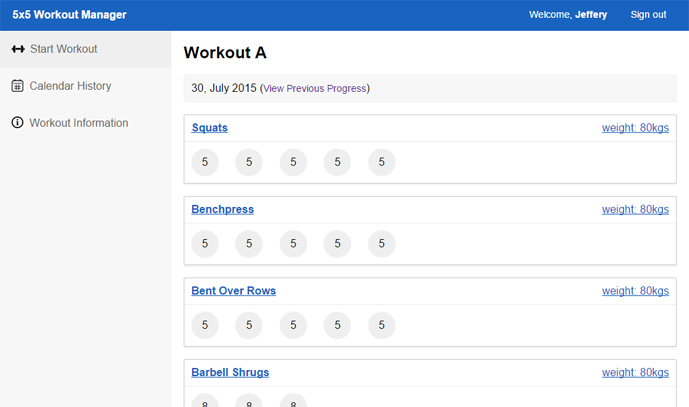 5x5 Workout Manager Welcome, Jeffery Sign out
Start Workout
Calendar History
Workout Information
Workout A
30, July 2015 (View Previous Progress)
Squats weight: 80kgs
5 5 5 5 5
Benchpress weight: 80kgs
5 5 5 5 5
Bent Over Rows weight: 80kgs
5 5 5 5 5
Barbell Shrugs weight: 80kgs
8 8 8